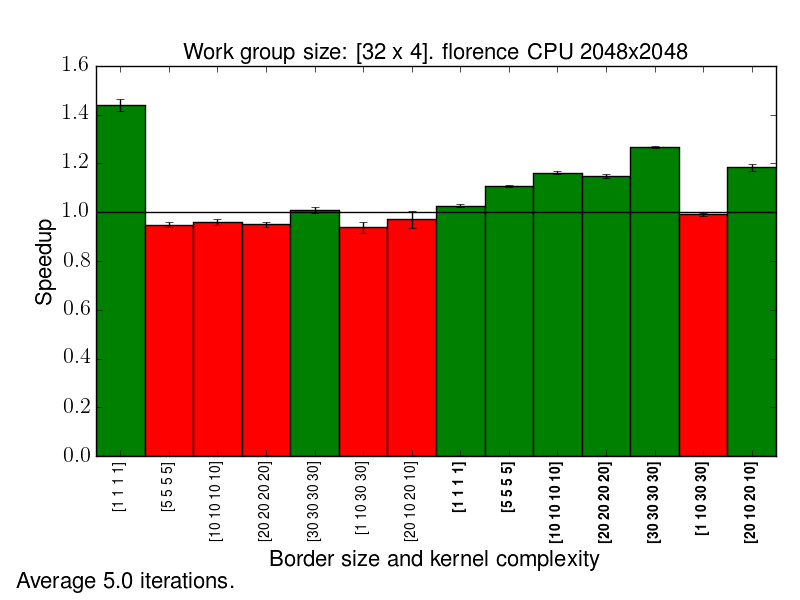 Work group size: [32 x 4]. florence CPU 2048x2048
1.6
1.4
1.2
1.0
0.8
0.6
0.4
0.2
0.0
Speedup
[1 1 1 1]
[5 5 5 5]
[10 10 10 10]
[20 20 20 20]
[30 30 30 30]
[1 10 30 30]
[20 10 20 10]
[1 1 1 1]
[5 5 5 5]
[10 10 10 10]
[20 20 20 20]
[30 30 30 30]
[1 10 30 30]
[20 10 20 10]
Border size and kernel complexity
Average 5.0 iterations.